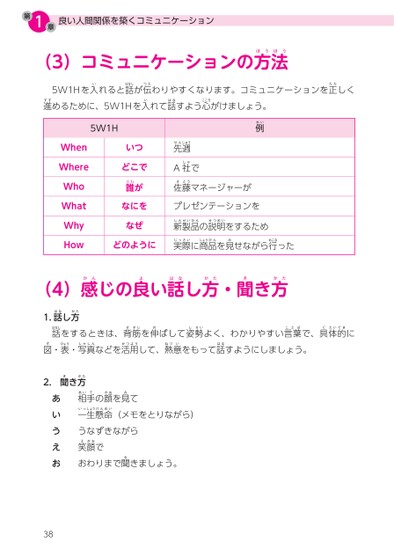 第1章 良い人間関係を築くコミュニケーション
（3）コミュニケーションの方法
5W1Hを入れると話が伝わりやすくなります。コミュニケーションを正しく
進めるために、5W1Hを入れて話すよう心がけましょう。
5W1H 例
When いつ 先週
Where どこで A 社で
Who 誰が 佐藤マネージャーが
What なにを プレゼンテーションを
Why なぜ 新製品の説明をするため
How どのように 実際に商品を見せながら行った
（4）感じの良い話し方・聞き方
1. 話し方
話をするときは、背筋を伸ばして姿勢よく、わかりやすい言葉で、具体的に
図・表・写真などを活用して、熱意をもって話すようにしましょう。
2. 聞き方
あ 相手の顔を見て
い 一生懸命（メモをとりながら）
う うなずきながら
え 笑顔で
お おわりまで聞きましょう。
38